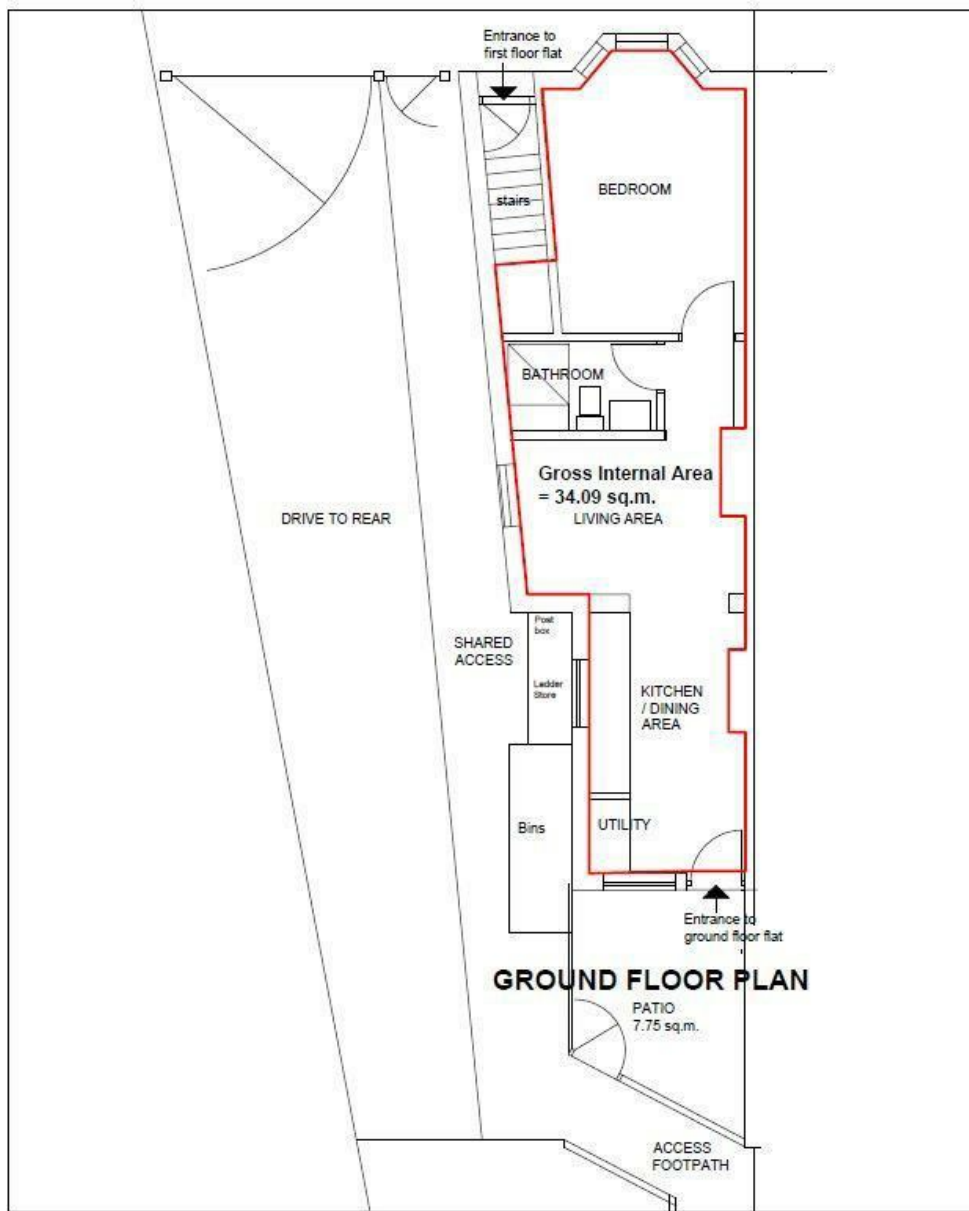 Entrance to
first floor flat
BEDROOM
stairs
BATHROOM
Gross Internal Area
= 34.09 sq.m.
LIVING AREA
DRIVE TO REAR
Post
box
SHARED
ACCESS
Ladder
Store
KITCHEN
/ DINING
AREA
Bins
UTILITY
Entrance to
ground floor flat
GROUND FLOOR PLAN
PATIO
7.75 sq.m.
ACCESS
FOOTPATH